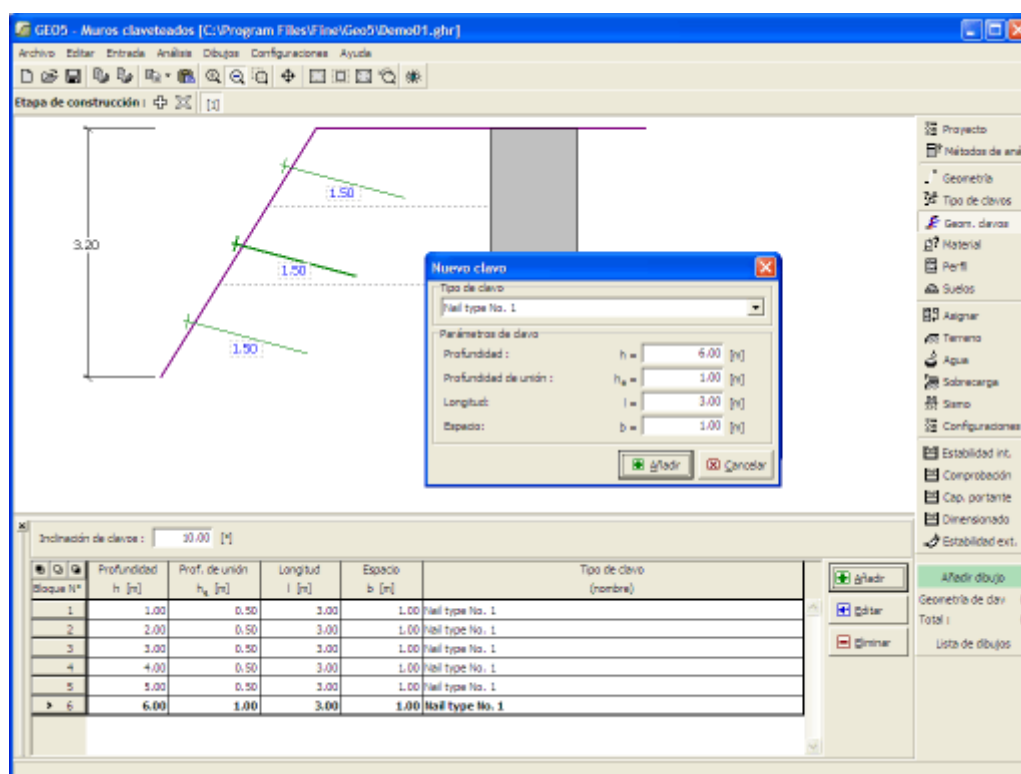 GEO5 - Muros claveteados [C:\Program Files\Fine\Geo5\Demo01.ghr]
Archivo Editar Entrada Análisis Dibujos Configuraciones Ayuda
Etapa de construcción : [1]
3.20
1.50
1.50
1.50
Nuevo clavo
Tipo de clavo
Nail type No. 1
Parámetros de clavo
Profundidad : h = 6.00 [m]
Profundidad de unión : hₑ = 1.00 [m]
Longitud: l = 3.00 [m]
Espacio: b = 1.00 [m]
Añadir Cancelar
Proyecto
Métodos de aná
Geometría
Tipo de clavos
Geom. clavos
Material
Perfil
Suelos
Asignar
Terreno
Agua
Sobrecarga
Sismo
Configuraciones
Estabilidad int.
Comprobación
Cap. portante
Dimensionado
Estabilidad ext.
Añadir dibujo
Geometría de clav
Total :
Lista de dibujos
Inclinación de clavos : 10.00 [°]
Bloque N° Profundidad h [m] Prof. de unión hₑ [m] Longitud l [m] Espacio b [m] Tipo de clavo (nombre)
1 1.00 0.50 3.00 1.00 Nail type No. 1
2 2.00 0.50 3.00 1.00 Nail type No. 1
3 3.00 0.50 3.00 1.00 Nail type No. 1
4 4.00 0.50 3.00 1.00 Nail type No. 1
5 5.00 0.50 3.00 1.00 Nail type No. 1
> 6 6.00 1.00 3.00 1.00 Nail type No. 1
Añadir
Editar
Eliminar